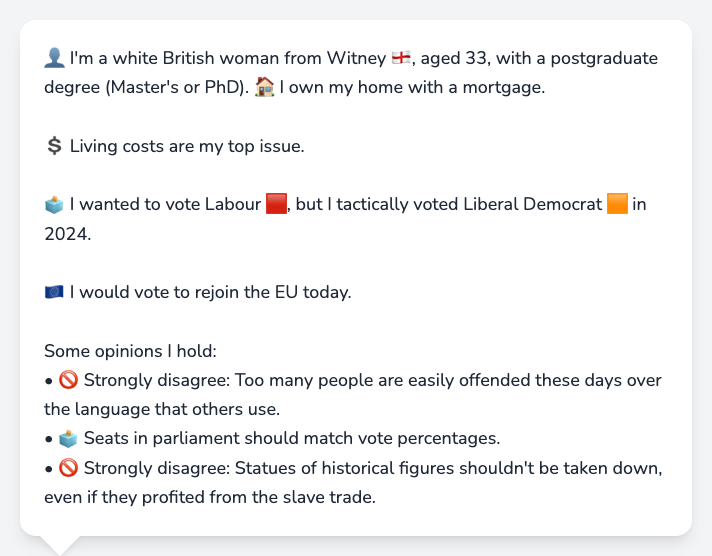 👤 I'm a white British woman from Witney 🏴󠁧󠁢󠁥󠁮󠁧󠁿, aged 33, with a postgraduate
degree (Master's or PhD). 🏠 I own my home with a mortgage.
💲 Living costs are my top issue.
🗳️ I wanted to vote Labour 🟥, but I tactically voted Liberal Democrat 🟧 in
2024.
🇪🇺 I would vote to rejoin the EU today.
Some opinions I hold:
• 🚫 Strongly disagree: Too many people are easily offended these days over
the language that others use.
• 🗳️ Seats in parliament should match vote percentages.
• 🚫 Strongly disagree: Statues of historical figures shouldn't be taken down,
even if they profited from the slave trade.